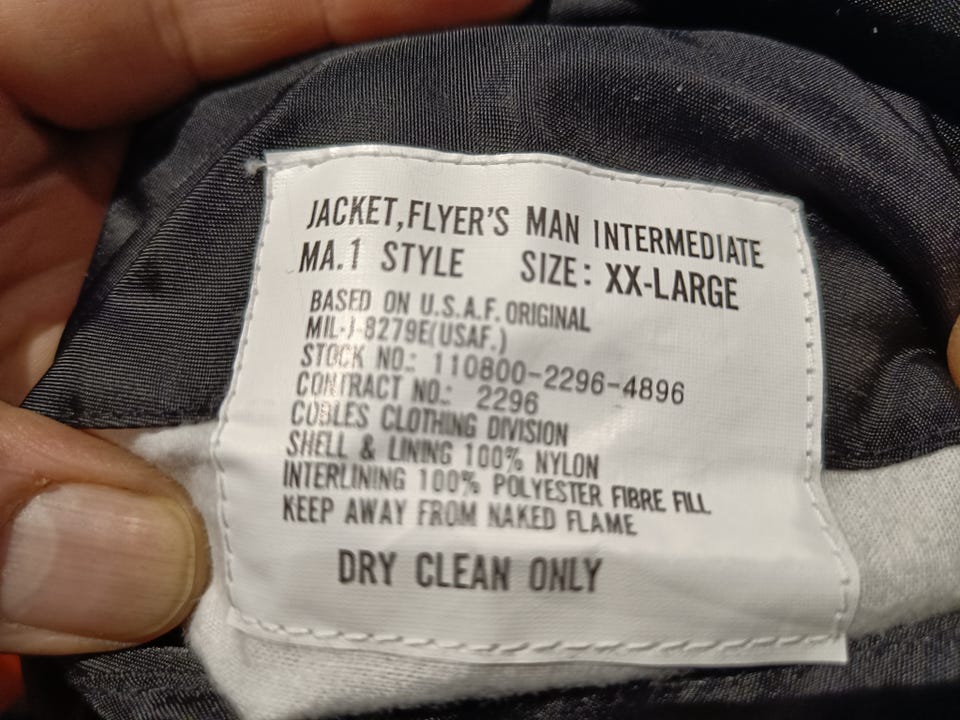 JACKET,FLYER'S MAN INTERMEDIATE
MA.1 STYLE SIZE: XX-LARGE
BASED ON U.S.A.F. ORIGINAL
MIL-J-8279E(USAF.)
STOCK NO.: 110800-2296-4896
CONTRACT NO.: 2296
COBLES CLOTHING DIVISION
SHELL & LINING 100% NYLON
INTERLINING 100% POLYESTER FIBRE FILL
KEEP AWAY FROM NAKED FLAME
DRY CLEAN ONLY